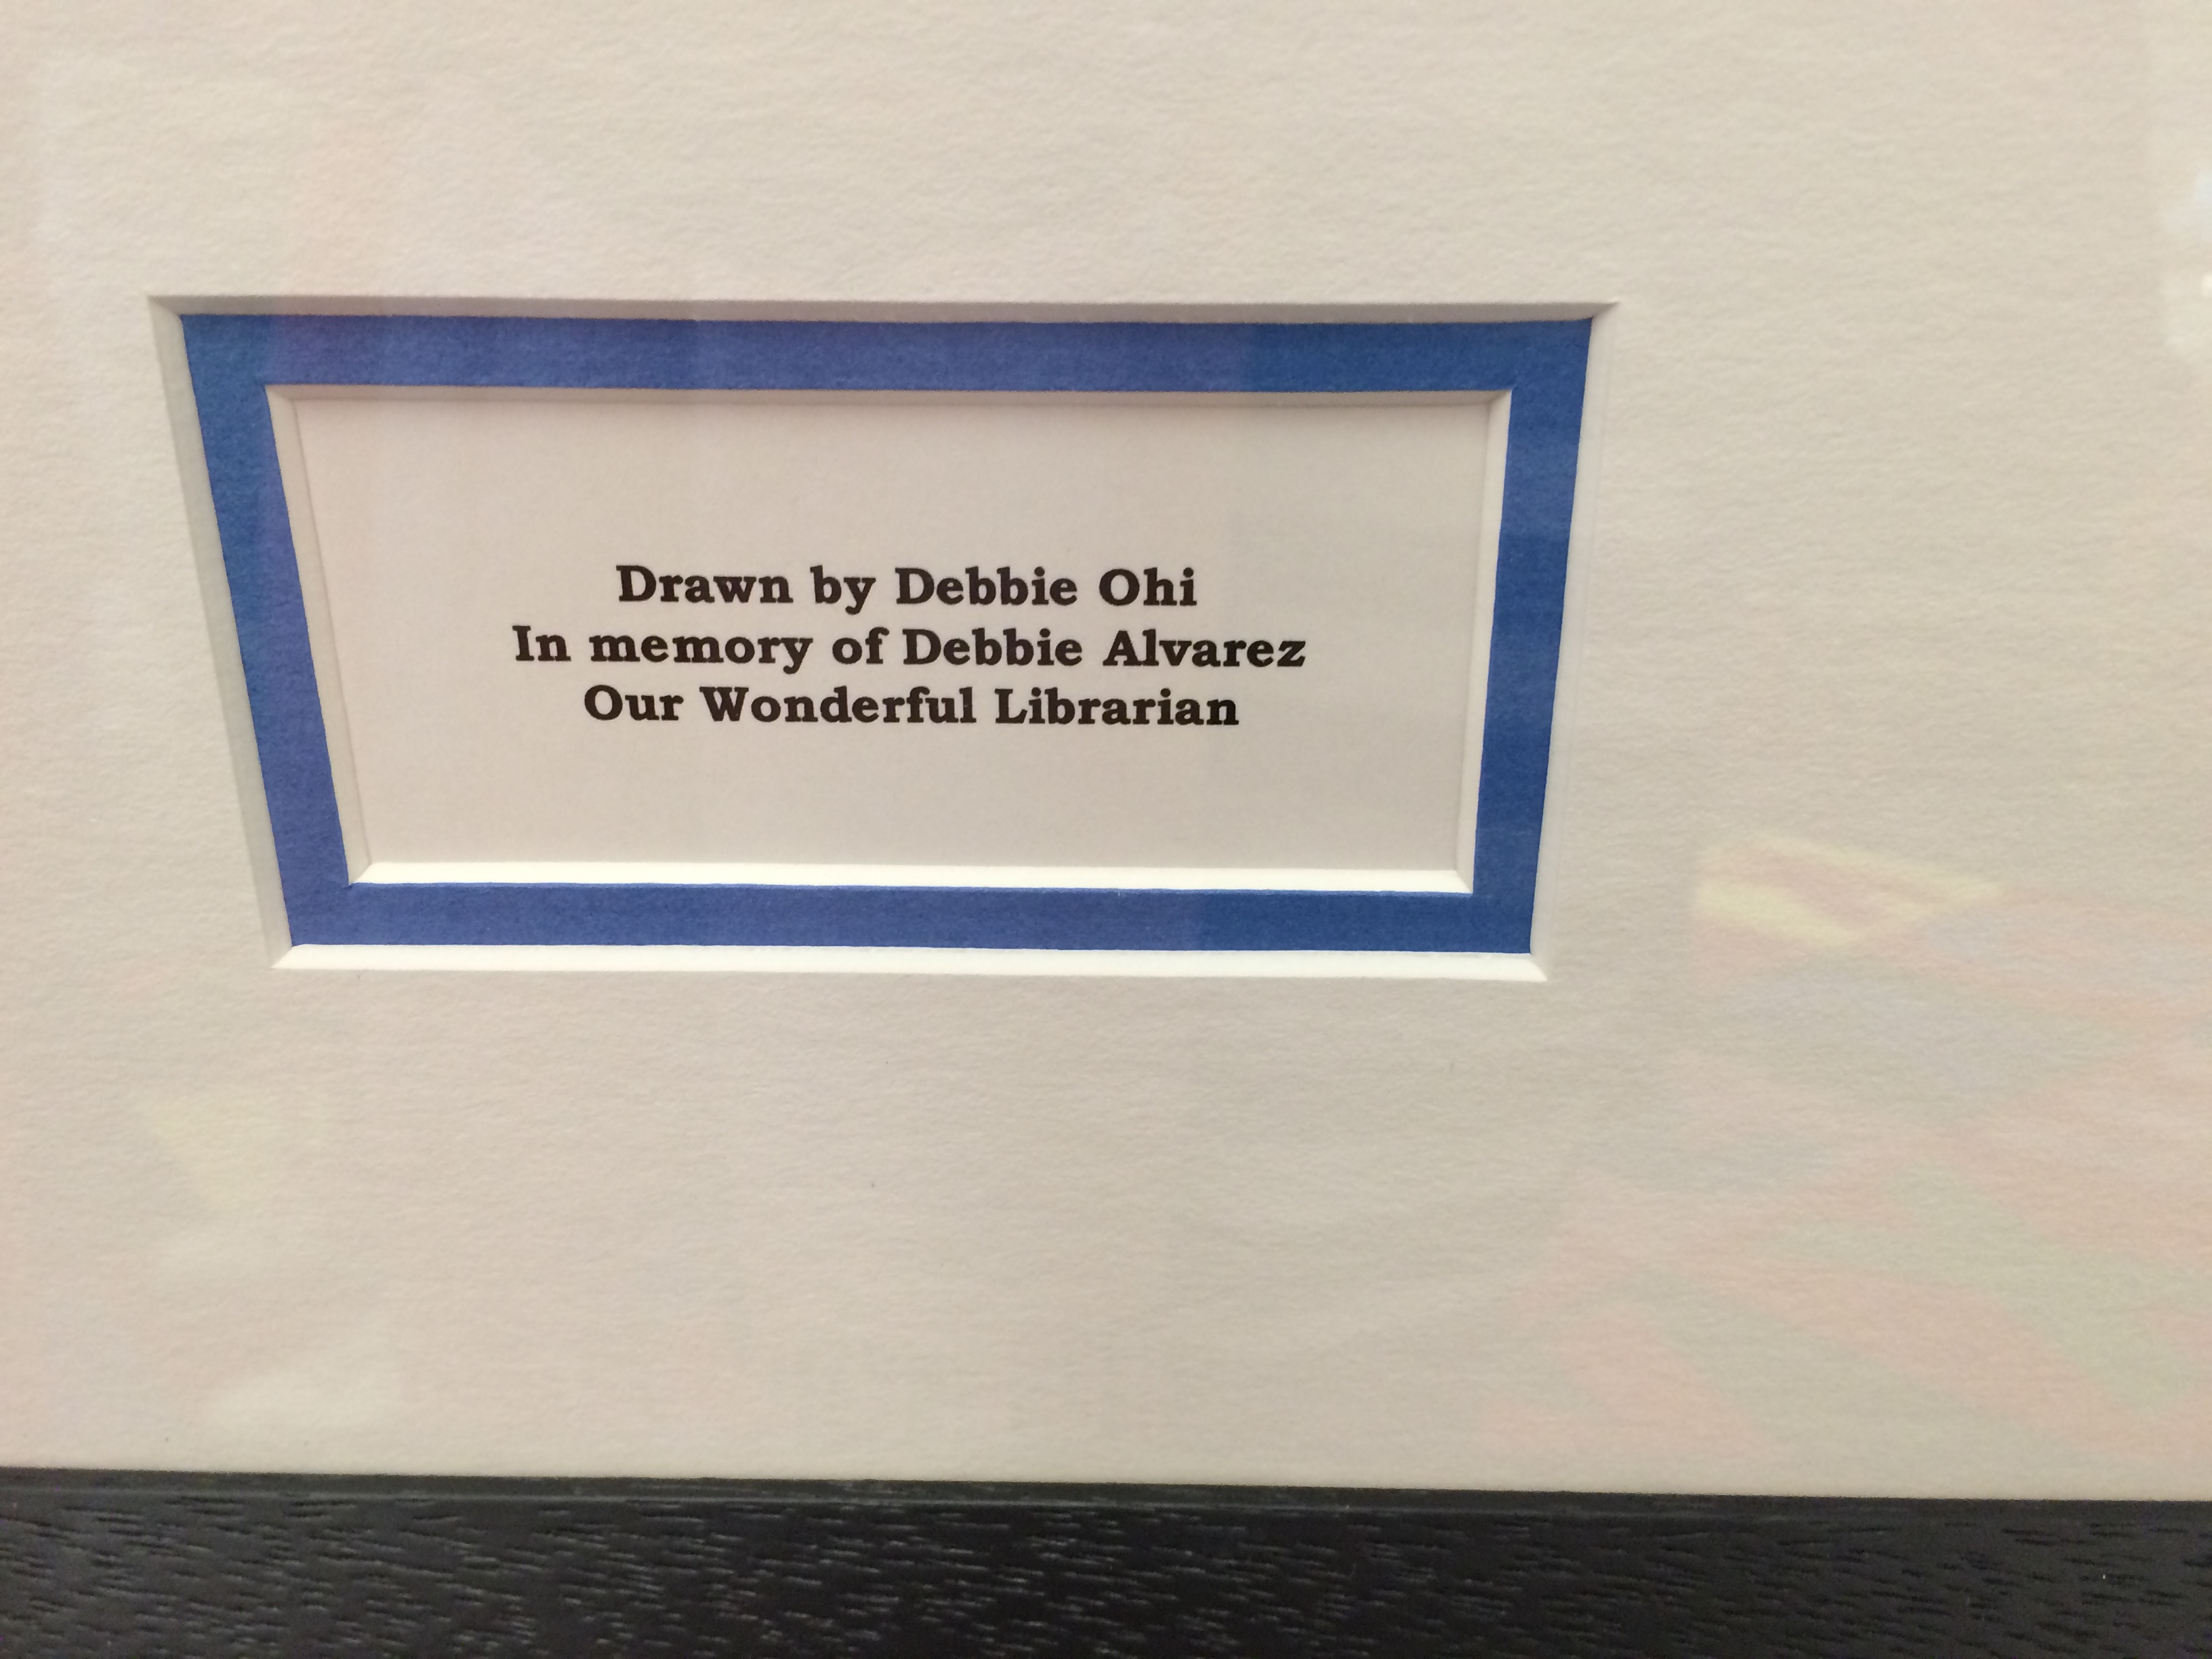 Drawn by Debbie Ohi
In memory of Debbie Alvarez
Our Wonderful Librarian